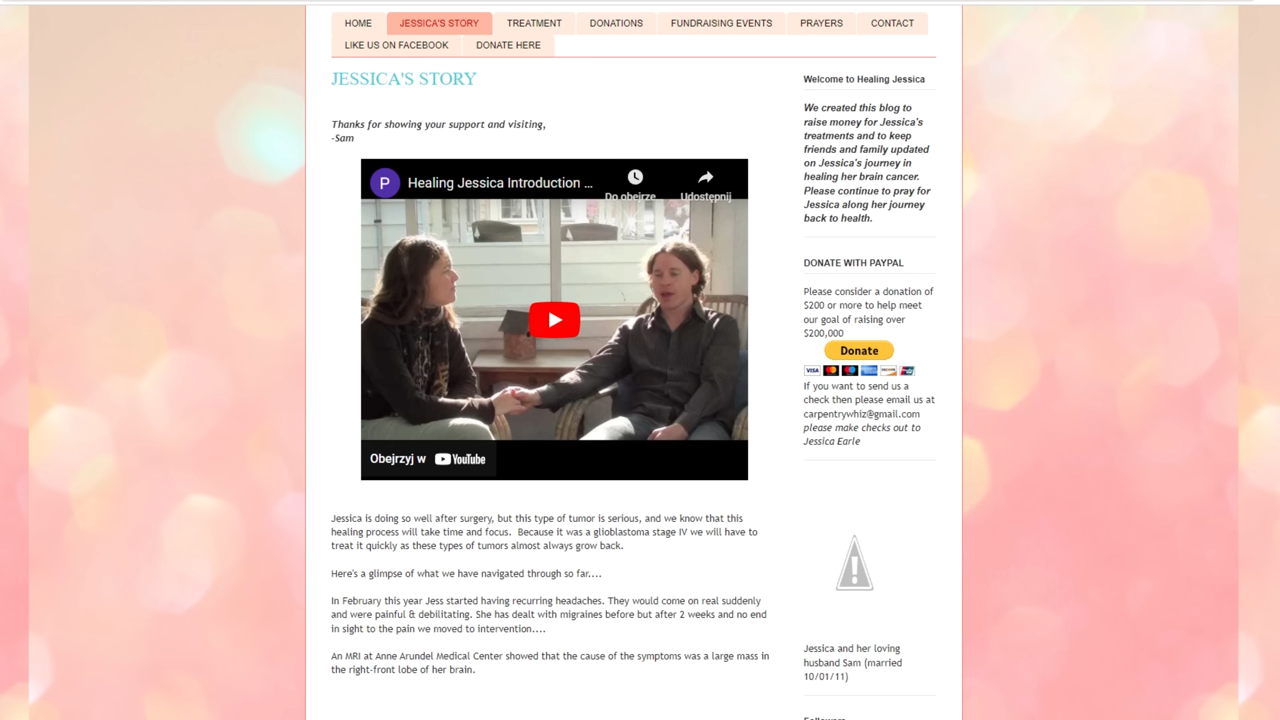 HOME JESSICA'S STORY TREATMENT DONATIONS FUNDRAISING EVENTS PRAYERS CONTACT
LIKE US ON FACEBOOK DONATE HERE
JESSICA'S STORY
Thanks for showing your support and visiting,
-Sam
P Healing Jessica Introduction ... Do obejrze... Udostępnij
Obejrzyj w YouTube
Jessica is doing so well after surgery, but this type of tumor is serious, and we know that this
healing process will take time and focus.  Because it was a glioblastoma stage IV we will have to
treat it quickly as these types of tumors almost always grow back.
Here's a glimpse of what we have navigated through so far....
In February this year Jess started having recurring headaches. They would come on real suddenly
and were painful & debilitating. She has dealt with migraines before but after 2 weeks and no end
in sight to the pain we moved to intervention....
An MRI at Anne Arundel Medical Center showed that the cause of the symptoms was a large mass in
the right-front lobe of her brain.
Welcome to Healing Jessica
We created this blog to
raise money for Jessica's
treatments and to keep
friends and family updated
on Jessica's journey in
healing her brain cancer.
Please continue to pray for
Jessica along her journey
back to health.
DONATE WITH PAYPAL
Please consider a donation of
$200 or more to help meet
our goal of raising over
$200,000
Donate
VISA
If you want to send us a
check then please email us at
carpentrywhiz@gmail.com
please make checks out to
Jessica Earle
Jessica and her loving
husband Sam (married
10/01/11)
Followers